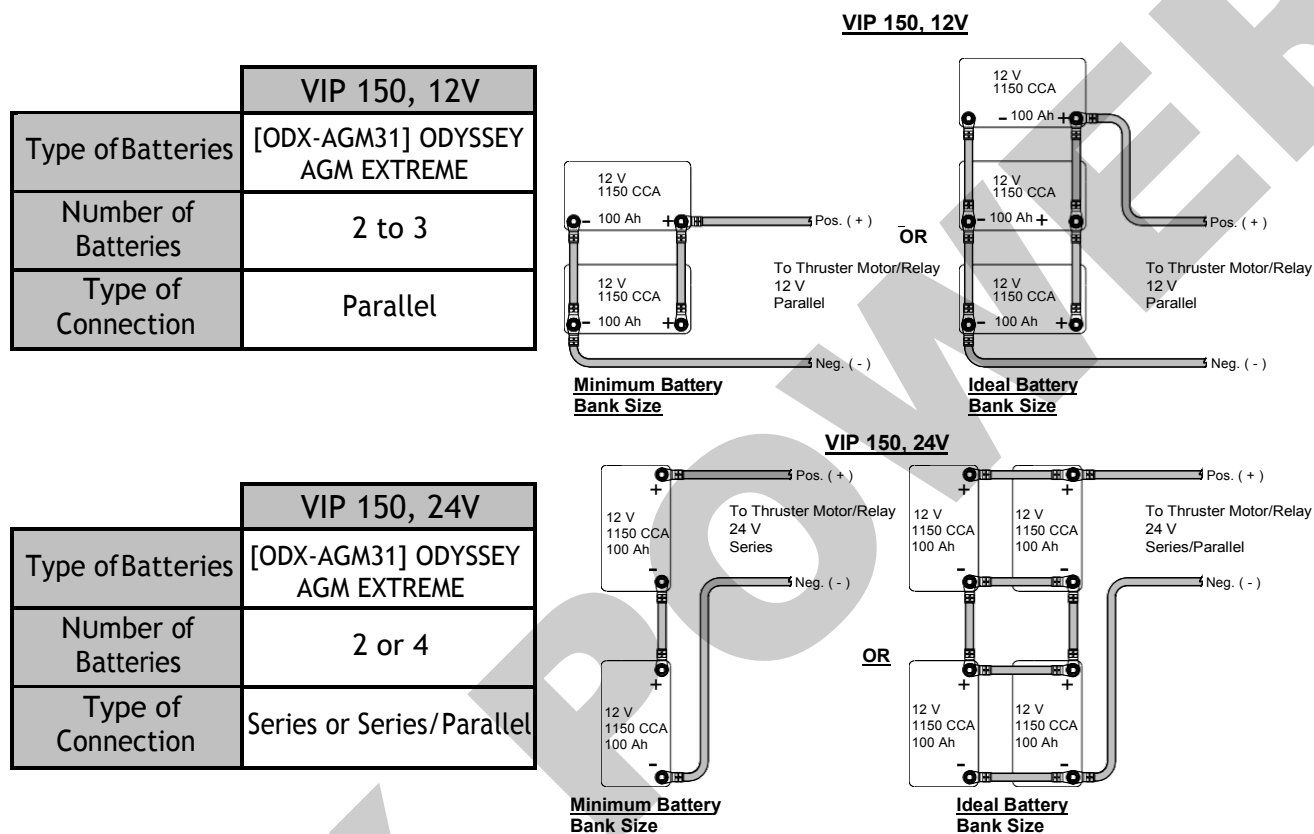 VIP 150, 12V
VIP 150, 12V
Type of Batteries
[ODX-AGM31] ODYSSEY
AGM EXTREME
Number of
Batteries
2 to 3
Type of
Connection
Parallel
12 V
1150 CCA
- 100 Ah +
12 V
1150 CCA
- 100 Ah +
Pos. ( + )
To Thruster Motor/Relay
12 V
Parallel
Neg. ( - )
Minimum Battery
Bank Size
OR
12 V
1150 CCA
- 100 Ah +
12 V
1150 CCA
- 100 Ah +
12 V
1150 CCA
- 100 Ah +
Pos. ( + )
To Thruster Motor/Relay
12 V
Parallel
Neg. ( - )
Ideal Battery
Bank Size
VIP 150, 24V
VIP 150, 24V
Type of Batteries
[ODX-AGM31] ODYSSEY
AGM EXTREME
Number of
Batteries
2 or 4
Type of
Connection
Series or Series/Parallel
+
12 V
1150 CCA
100 Ah
-
+
12 V
1150 CCA
100 Ah
-
Pos. ( + )
To Thruster Motor/Relay
24 V
Series
Neg. ( - )
Minimum Battery
Bank Size
OR
+
12 V
1150 CCA
100 Ah
-
+
12 V
1150 CCA
100 Ah
-
+
12 V
1150 CCA
100 Ah
-
+
12 V
1150 CCA
100 Ah
-
Pos. ( + )
To Thruster Motor/Relay
24 V
Series/Parallel
Neg. ( - )
Ideal Battery
Bank Size
POWER